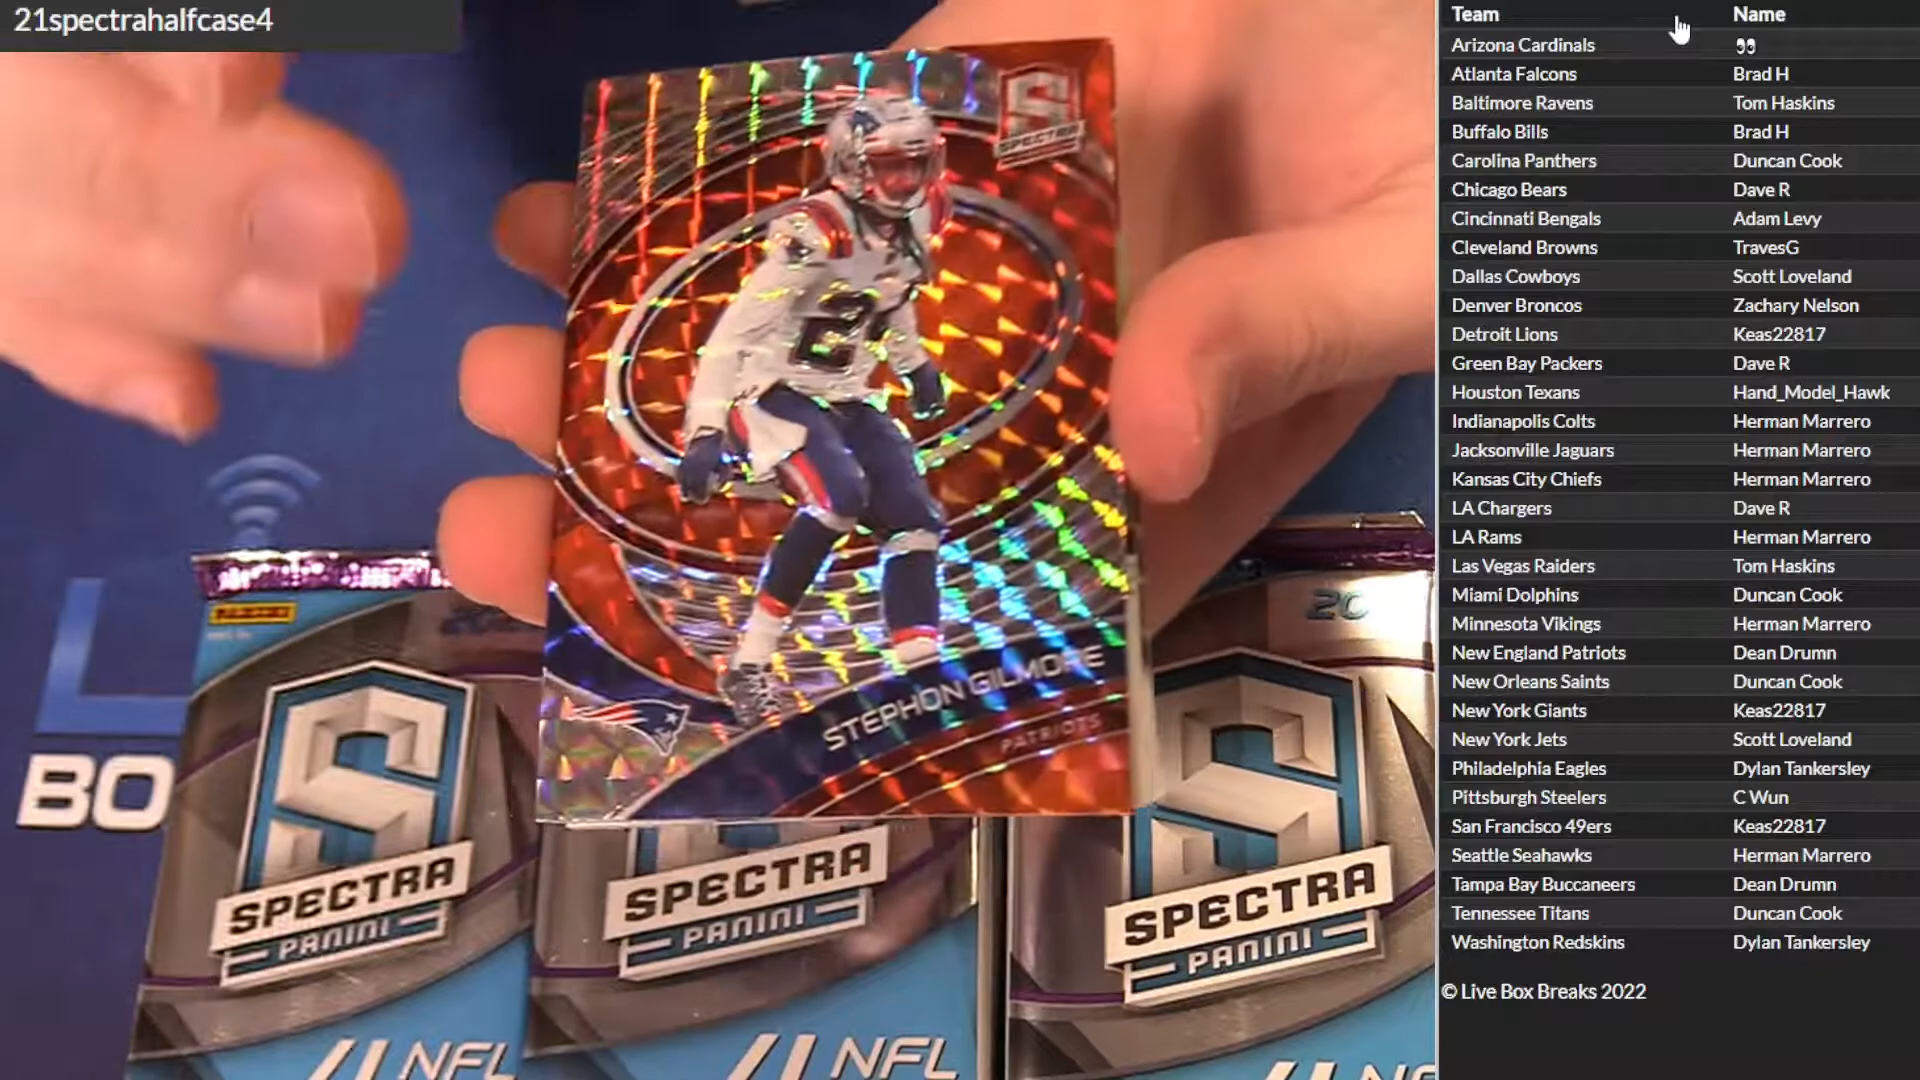 21spectrahalfcase4
Team Name
Arizona Cardinals 👀
Atlanta Falcons Brad H
Baltimore Ravens Tom Haskins
Buffalo Bills Brad H
Carolina Panthers Duncan Cook
Chicago Bears Dave R
Cincinnati Bengals Adam Levy
Cleveland Browns TravesG
Dallas Cowboys Scott Loveland
Denver Broncos Zachary Nelson
Detroit Lions Keas22817
Green Bay Packers Dave R
Houston Texans Hand_Model_Hawk
Indianapolis Colts Herman Marrero
Jacksonville Jaguars Herman Marrero
Kansas City Chiefs Herman Marrero
LA Chargers Dave R
LA Rams Herman Marrero
Las Vegas Raiders Tom Haskins
Miami Dolphins Duncan Cook
Minnesota Vikings Herman Marrero
New England Patriots Dean Drumn
New Orleans Saints Duncan Cook
New York Giants Keas22817
New York Jets Scott Loveland
Philadelphia Eagles Dylan Tankersley
Pittsburgh Steelers C Wun
San Francisco 49ers Keas22817
Seattle Seahawks Herman Marrero
Tampa Bay Buccaneers Dean Drumn
Tennessee Titans Duncan Cook
Washington Redskins Dylan Tankersley
© Live Box Breaks 2022
S
SPECTRA
STEPHON GILMORE
PATRIOTS
PANINI
BO
SPECTRA
PANINI
NFL
SPECTRA
PANINI
NFL
20
SPECTRA
PANINI
NF